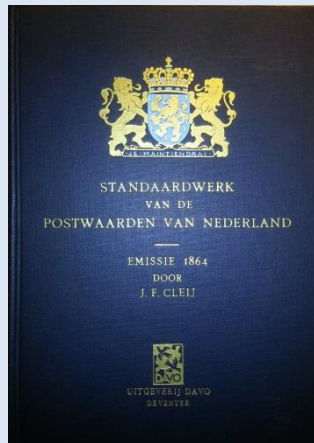 JE MAINTIENDRAI
STANDAARDWERK
VAN DE
POSTWAARDEN VAN NEDERLAND
EMISSIE 1864
DOOR
J. F. CLEIJ
DAVO
UITGEVERIJ DAVO
DEVENTER